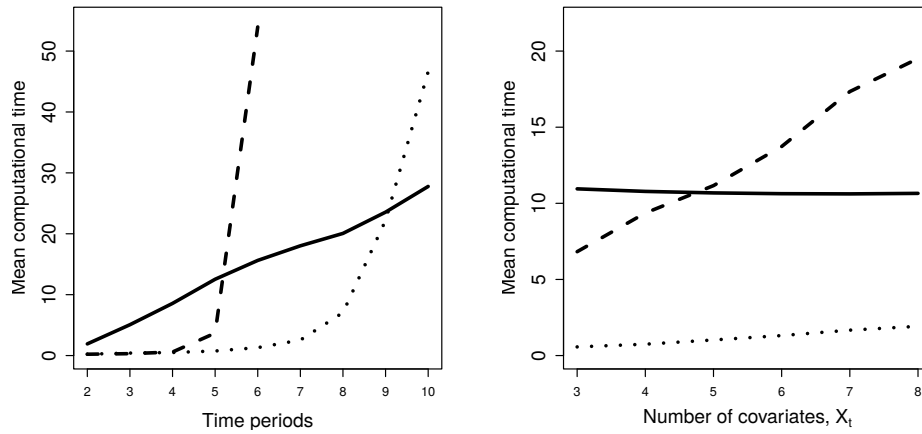 Mean computational time
0 10 20 30 40 50
2 3 4 5 6 7 8 9 10
Time periods
Mean computational time
0 5 10 15 20
3 4 5 6 7 8
Number of covariates, Xt